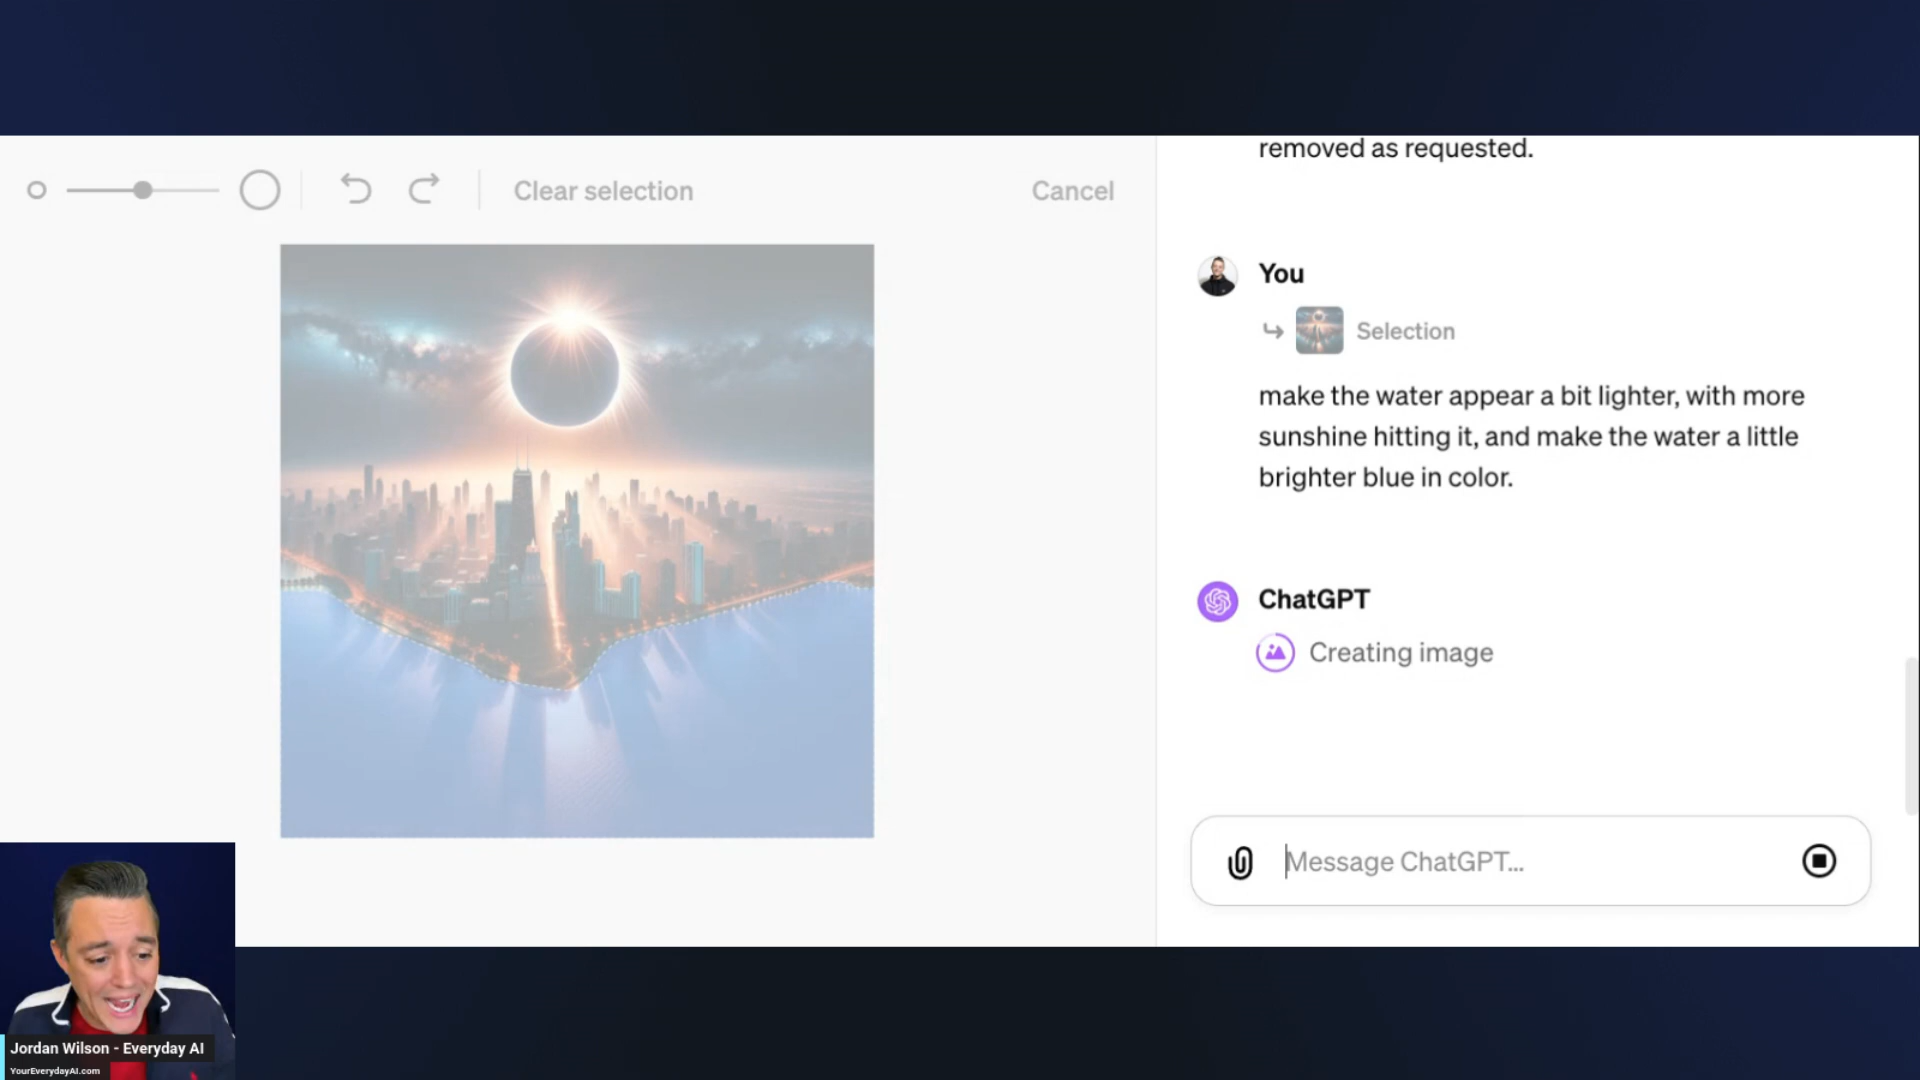 Clear selection
Cancel
removed as requested.
You
Selection
make the water appear a bit lighter, with more
sunshine hitting it, and make the water a little
brighter blue in color.
ChatGPT
Creating image
Message ChatGPT...
Jordan Wilson - Everyday AI
YourEverydayAI.com